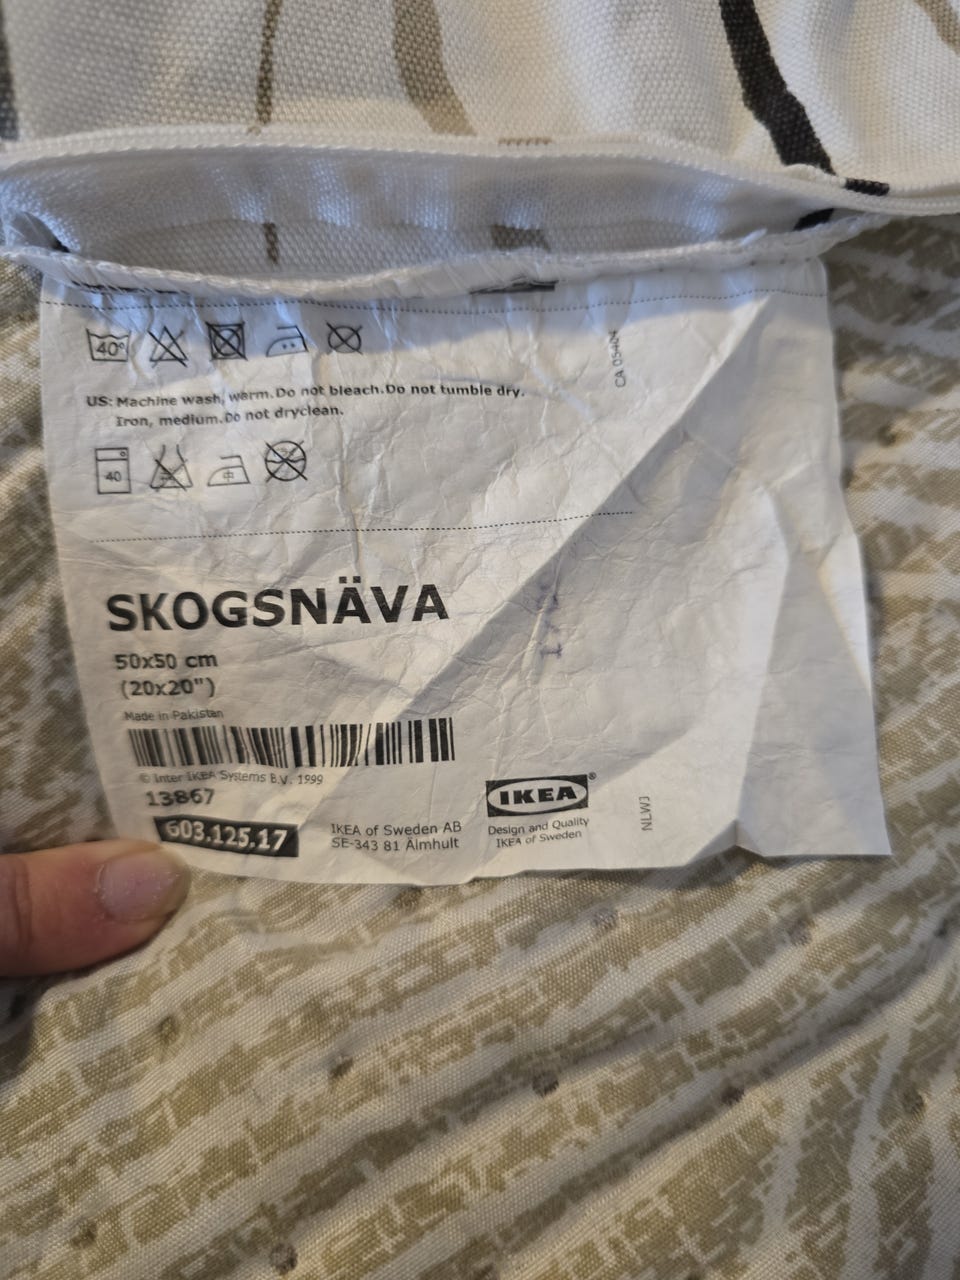 40°
CA 05404
US: Machine wash, warm. Do not bleach. Do not tumble dry.
Iron, medium. Do not dryclean.
40
SKOGSNÄVA
50x50 cm
(20x20")
Made in Pakistan
© Inter IKEA Systems B.V. 1999
13867
603.125.17
IKEA of Sweden AB
SE-343 81 Älmhult
IKEA®
Design and Quality
IKEA of Sweden